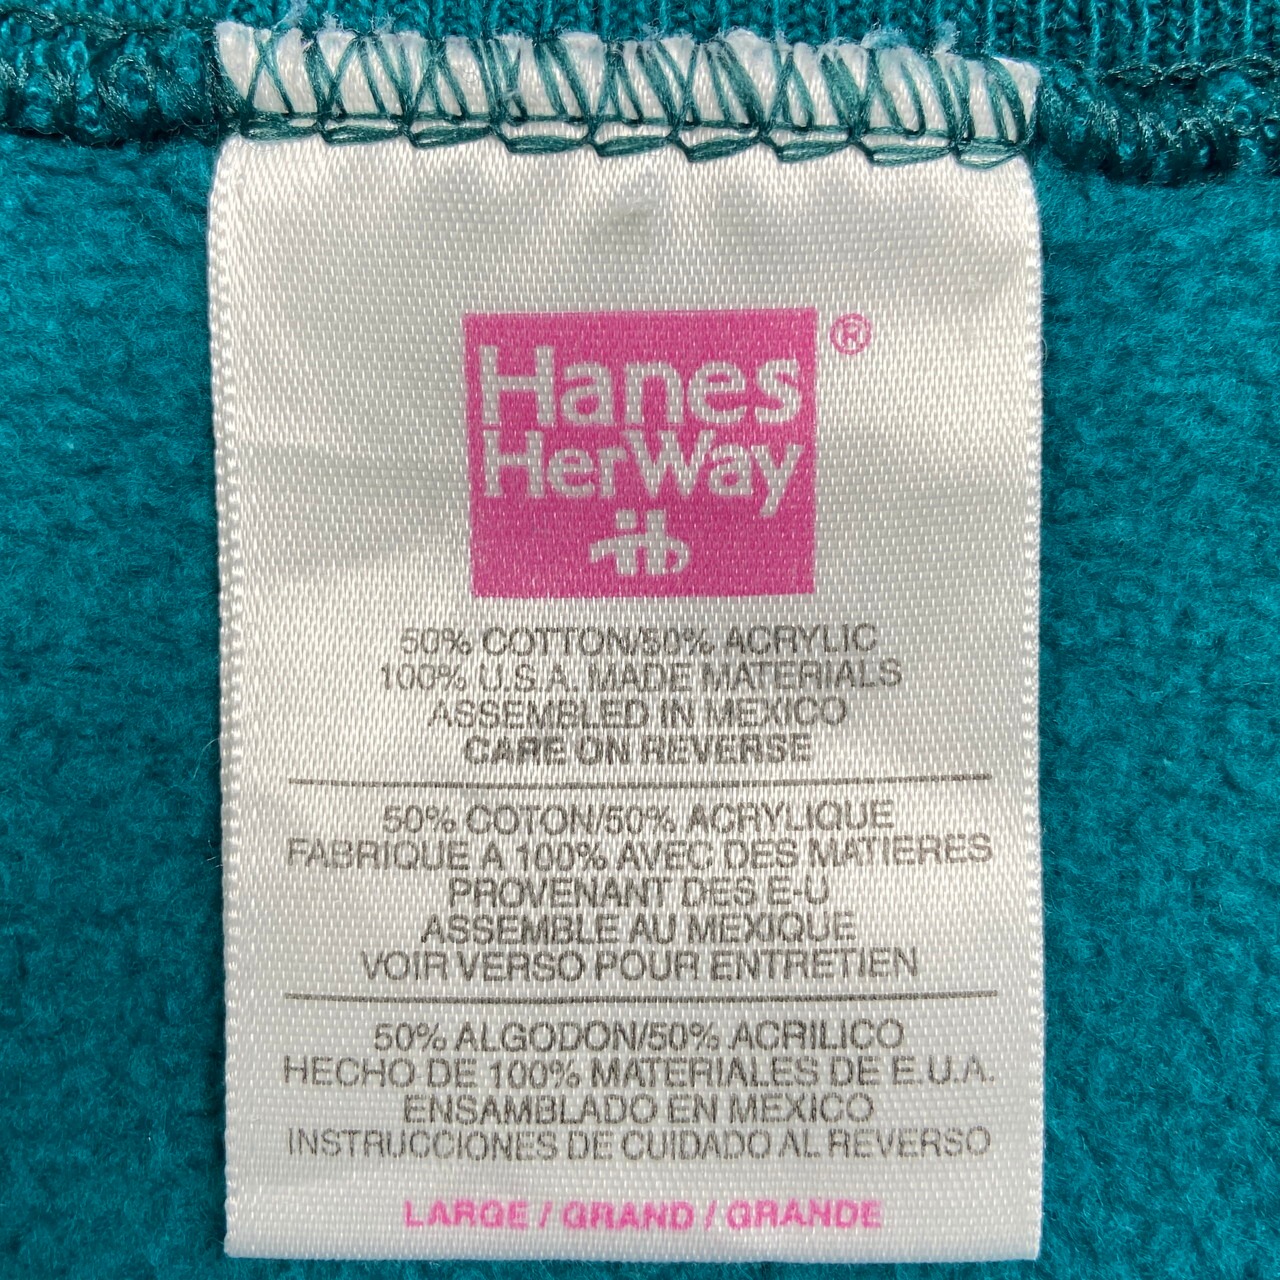 Hanes
®
HerWay
50% COTTON/50% ACRYLIC
100% U.S.A. MADE MATERIALS
ASSEMBLED IN MEXICO
CARE ON REVERSE
50% COTON/50% ACRYLIQUE
FABRIQUE A 100% AVEC DES MATIERES
PROVENANT DES E-U
ASSEMBLE AU MEXIQUE
VOIR VERSO POUR ENTRETIEN
50% ALGODON/50% ACRILICO
HECHO DE 100% MATERIALES DE E.U.A.
ENSAMBLADO EN MEXICO
INSTRUCCIONES DE CUIDADO AL REVERSO
LARGE / GRAND / GRANDE